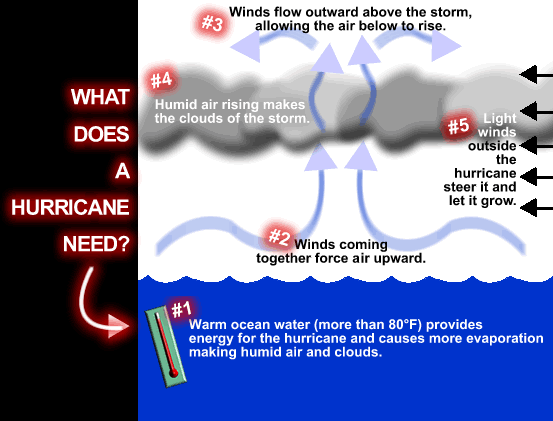 WHAT
DOES
A
HURRICANE
NEED?
#1
Warm ocean water (more than 80°F) provides
energy for the hurricane and causes more evaporation
making humid air and clouds.
#2
Winds coming
together force air upward.
#3
Winds flow outward above the storm,
allowing the air below to rise.
#4
Humid air rising makes
the clouds of the storm.
#5
Light
winds
outside
the
hurricane
steer it and
let it grow.